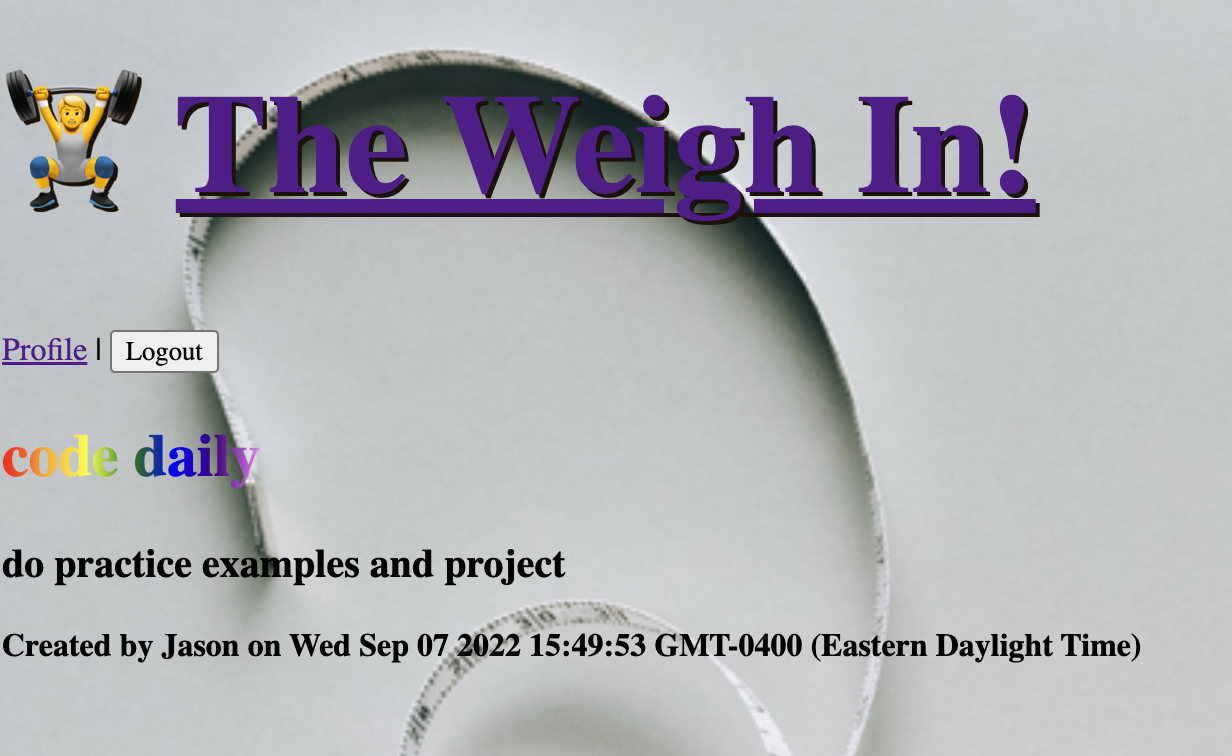 The Weigh In!
Profile | Logout
code daily
do practice examples and project
Created by Jason on Wed Sep 07 2022 15:49:53 GMT-0400 (Eastern Daylight Time)